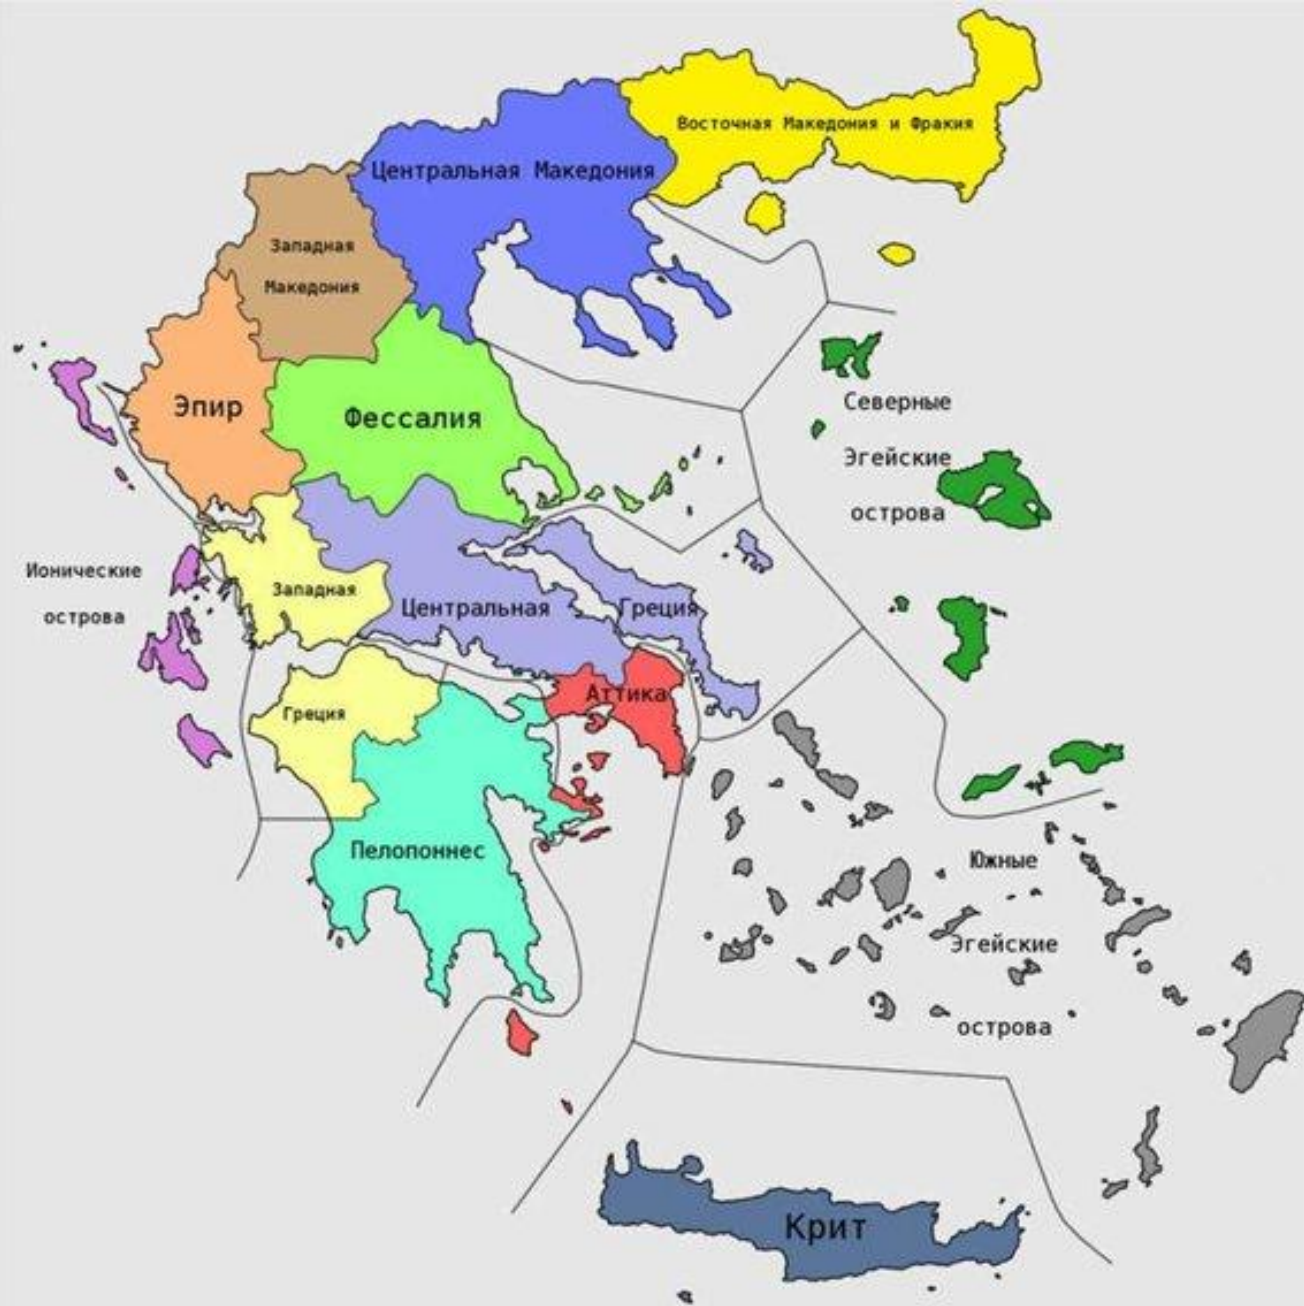 Восточная Македония и Фракия
Центральная Македония
Западная
Македония
Эпир
Фессалия
Северные
Эгейские
острова
Ионические
острова
Западная
Центральная
Греция
Аттика
Греция
Пелопоннес
Южные
Эгейские
острова
Крит